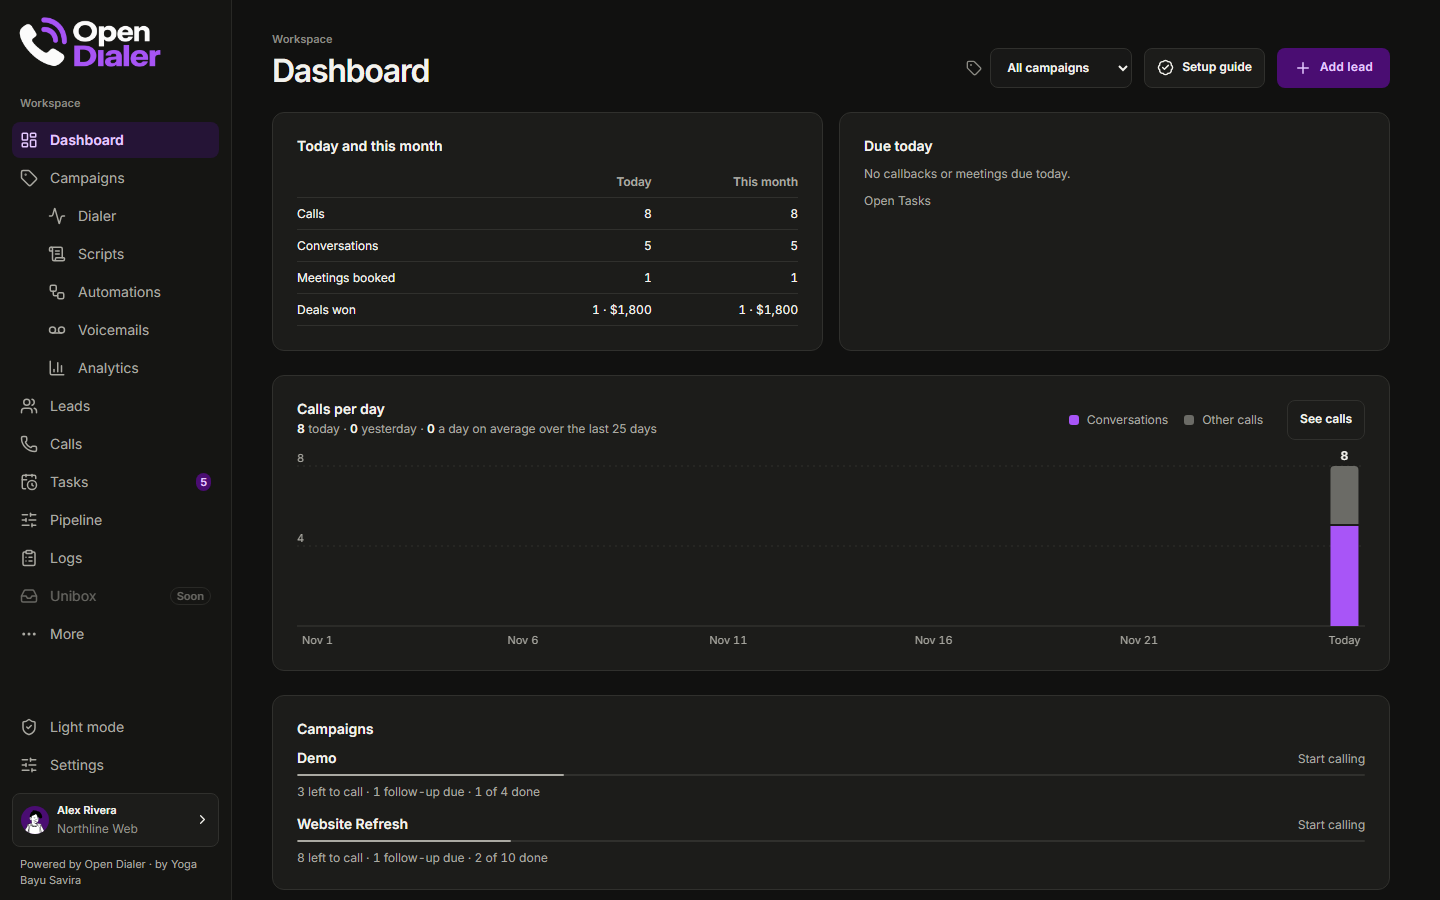 Open
Dialer
Workspace
Dashboard
Campaigns
Dialer
Scripts
Automations
Voicemails
Analytics
Leads
Calls
Tasks 5
Pipeline
Logs
Unibox Soon
More
Light mode
Settings
Alex Rivera
Northline Web
Powered by Open Dialer · by Yoga
Bayu Savira
Workspace
Dashboard
All campaigns
Setup guide
Add lead
Today and this month
Today This month
Calls 8 8
Conversations 5 5
Meetings booked 1 1
Deals won 1 · $1,800 1 · $1,800
Due today
No callbacks or meetings due today.
Open Tasks
Calls per day
8 today · 0 yesterday · 0 a day on average over the last 25 days
Conversations Other calls
See calls
8
8
4
Nov 1 Nov 6 Nov 11 Nov 16 Nov 21 Today
Campaigns
Demo Start calling
3 left to call · 1 follow-up due · 1 of 4 done
Website Refresh Start calling
8 left to call · 1 follow-up due · 2 of 10 done